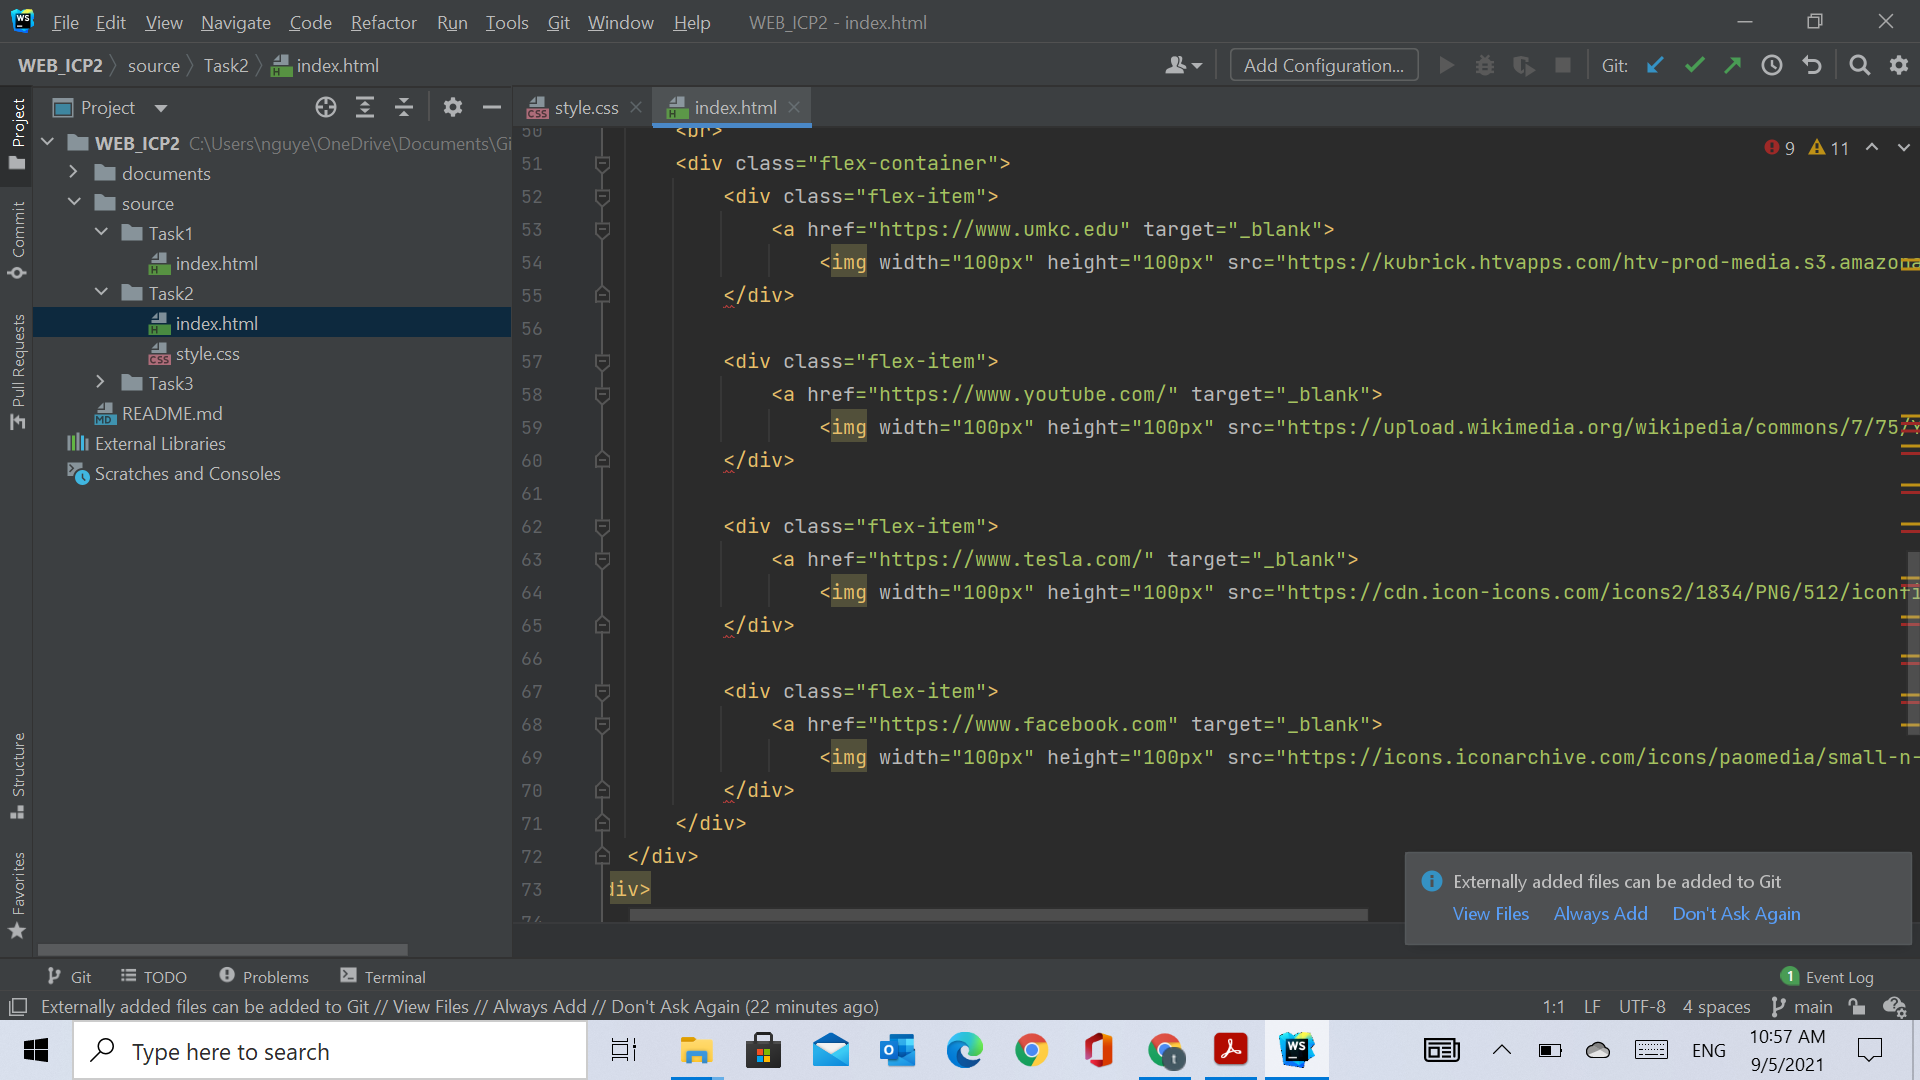 WS File Edit View Navigate Code Refactor Run Tools Git Window Help WEB_ICP2 - index.html
WEB_ICP2 source Task2 index.html Add Configuration... Git:
Project style.css index.html
WEB_ICP2 C:\Users\nguye\OneDrive\Documents\Gi
documents
source
Task1
index.html
Task2
index.html
style.css
Task3
README.md
External Libraries
Scratches and Consoles
Project
Commit
Pull Requests
Structure
Favorites
9 11
50 <br>
51 <div class="flex-container">
52 <div class="flex-item">
53 <a href="https://www.umkc.edu" target="_blank">
54 <img width="100px" height="100px" src="https://kubrick.htvapps.com/htv-prod-media.s3.amazona
55 </div>
56
57 <div class="flex-item">
58 <a href="https://www.youtube.com/" target="_blank">
59 <img width="100px" height="100px" src="https://upload.wikimedia.org/wikipedia/commons/7/75/
60 </div>
61
62 <div class="flex-item">
63 <a href="https://www.tesla.com/" target="_blank">
64 <img width="100px" height="100px" src="https://cdn.icon-icons.com/icons2/1834/PNG/512/iconfi
65 </div>
66
67 <div class="flex-item">
68 <a href="https://www.facebook.com" target="_blank">
69 <img width="100px" height="100px" src="https://icons.iconarchive.com/icons/paomedia/small-n-
70 </div>
71 </div>
72 </div>
73 div>
74
Externally added files can be added to Git
View Files Always Add Don't Ask Again
Git TODO Problems Terminal 1 Event Log
Externally added files can be added to Git // View Files // Always Add // Don't Ask Again (22 minutes ago) 1:1 LF UTF-8 4 spaces main
Type here to search ENG 10:57 AM
9/5/2021